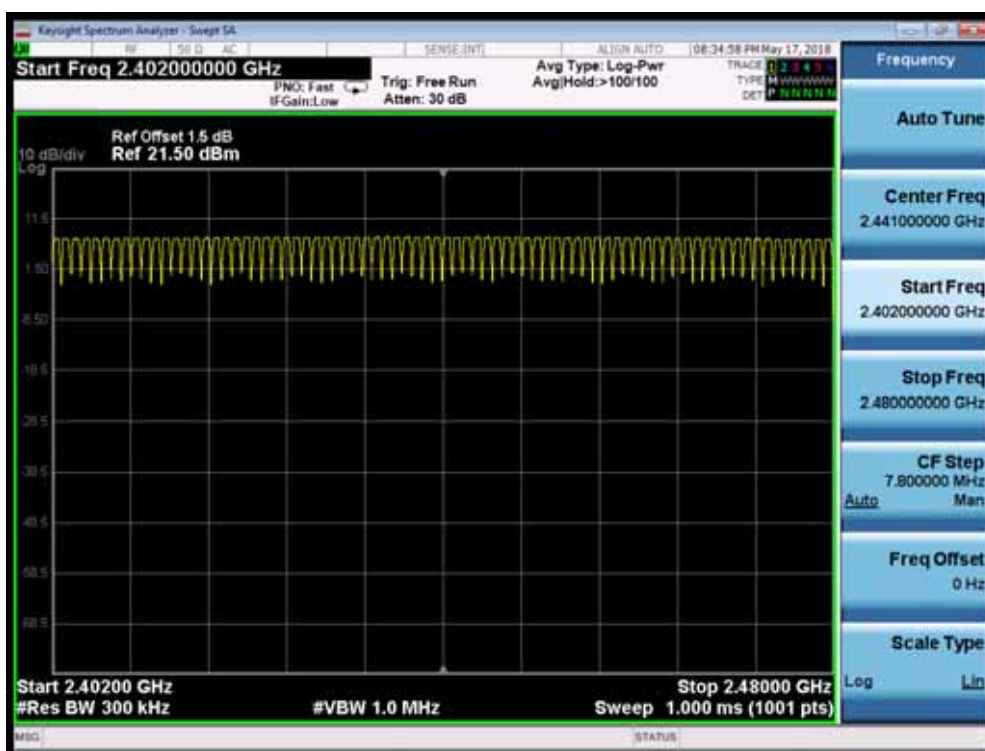 Keysight Spectrum Analyzer - Swept SA
RF 50 Ω AC SENSE:INT ALIGN AUTO 08:34:58 PM May 17, 2018
Start Freq 2.402000000 GHz
PNO: Fast
IFGain:Low
Trig: Free Run
Atten: 30 dB
Avg Type: Log-Pwr
Avg|Hold:>100/100
TRACE 1 2 3 4 5 6
TYPE M W W W W W
DET P N N N N N
Ref Offset 1.5 dB
10 dB/div Ref 21.50 dBm
Log
11.5
1.50
-8.50
-18.5
-28.5
-38.5
-48.5
-58.5
-68.5
Start 2.40200 GHz Stop 2.48000 GHz
#Res BW 300 kHz #VBW 1.0 MHz Sweep 1.000 ms (1001 pts)
MSG STATUS
Frequency
Auto Tune
Center Freq
2.441000000 GHz
Start Freq
2.402000000 GHz
Stop Freq
2.480000000 GHz
CF Step
7.800000 MHz
Auto Man
Freq Offset
0 Hz
Scale Type
Log Lin